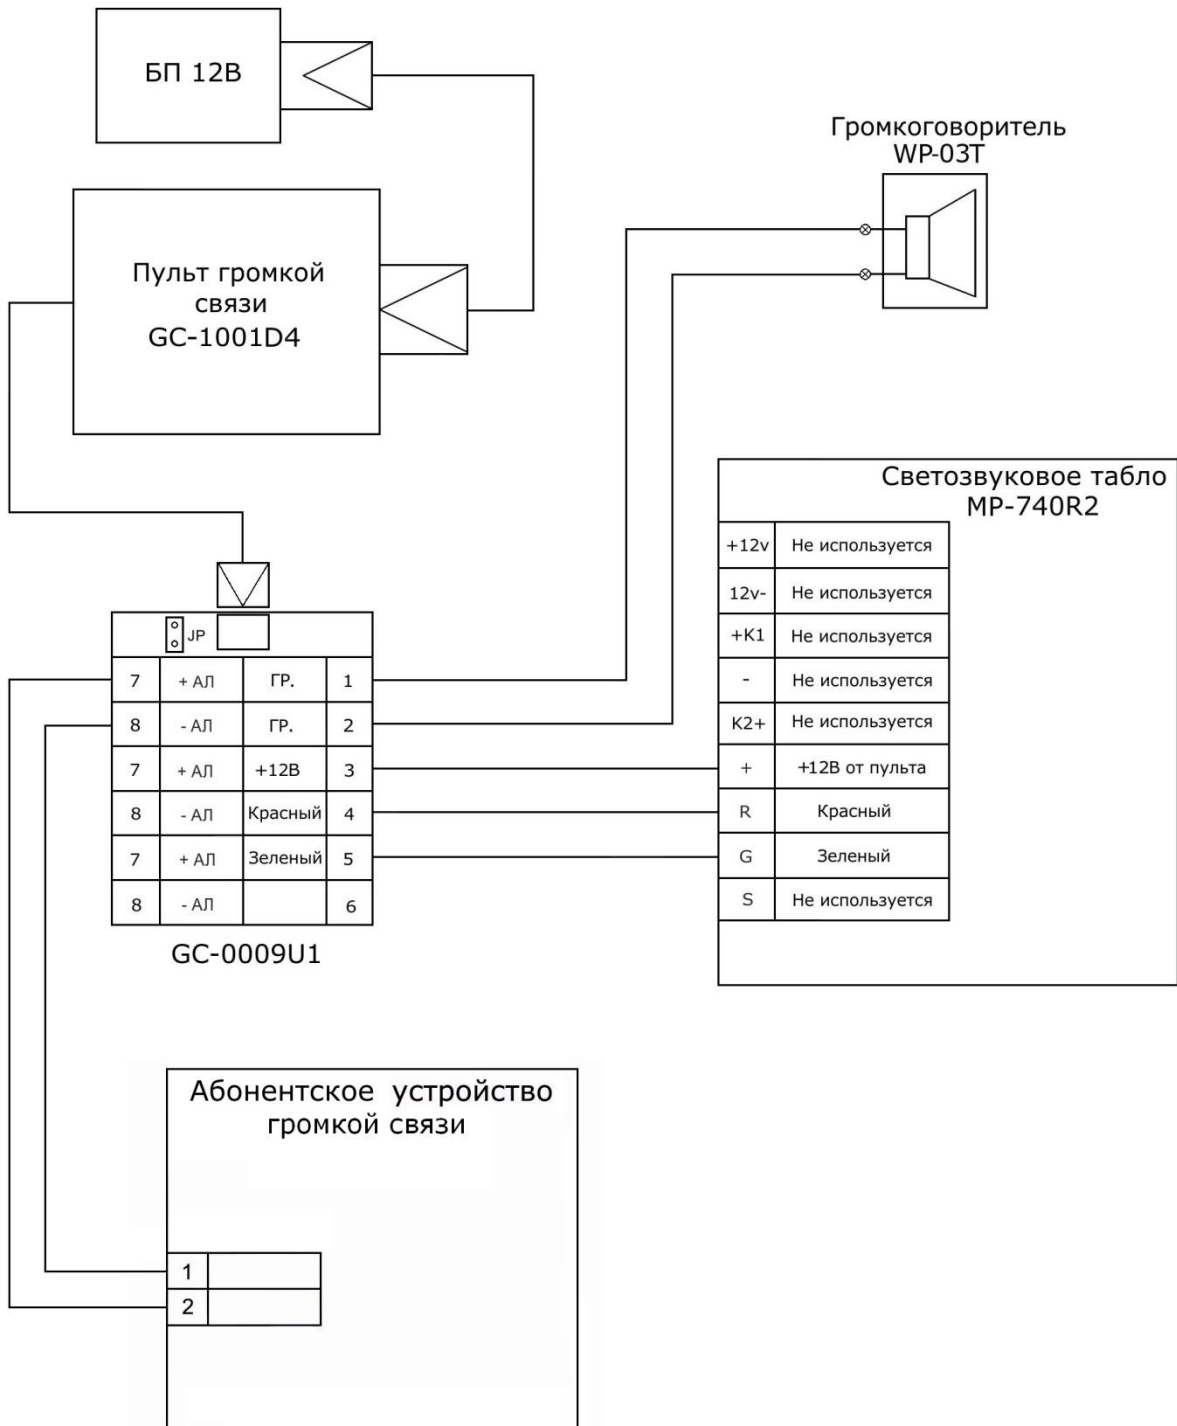 БП 12В
Громкоговоритель
WP-03T
Пульт громкой
связи
GC-1001D4
Светозвуковое табло
MP-740R2
+12v Не используется
12v- Не используется
+K1 Не используется
- Не используется
K2+ Не используется
+ +12В от пульта
R Красный
G Зеленый
S Не используется
JP
7 + АЛ ГР. 1
8 - АЛ ГР. 2
7 + АЛ +12В 3
8 - АЛ Красный 4
7 + АЛ Зеленый 5
8 - АЛ 6
GC-0009U1
Абонентское устройство
громкой связи
1
2